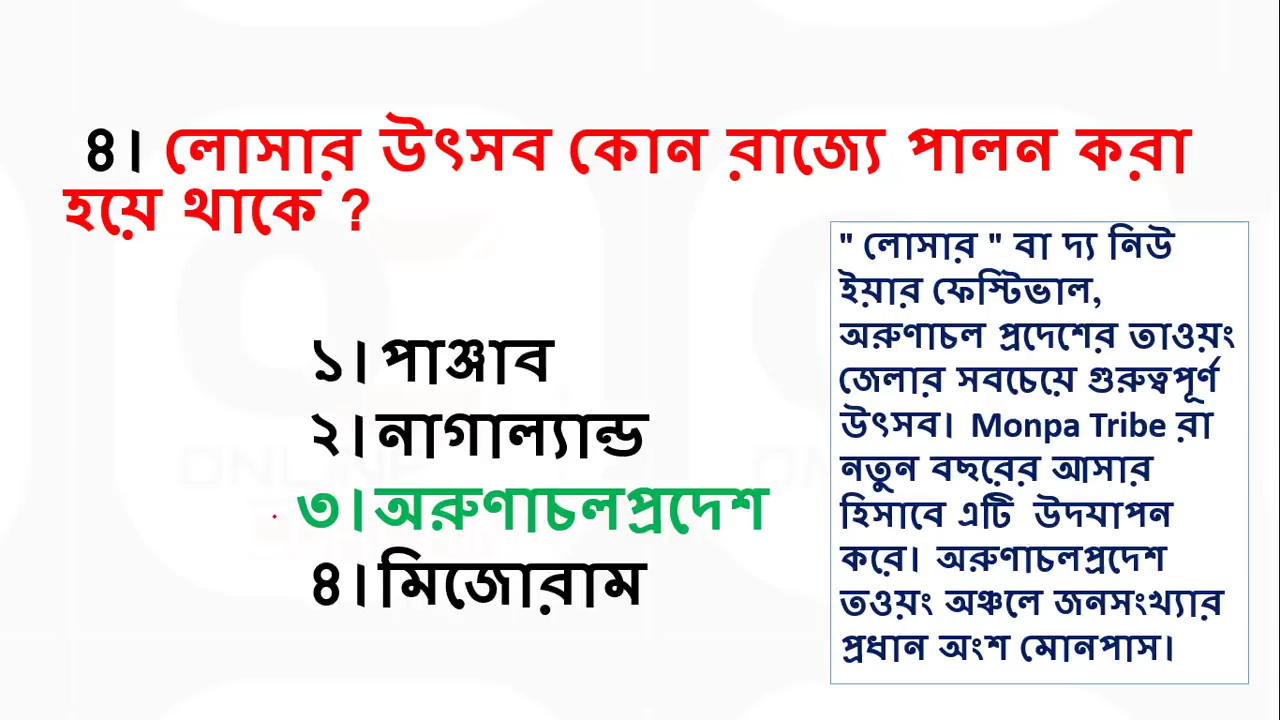 ৪। লোসার উৎসব কোন রাজ্যে পালন করা
হয়ে থাকে ?
১। পাঞ্জাব
২। নাগাল্যান্ড
৩। অরুণাচলপ্রদেশ
৪। মিজোরাম
" লোসার " বা দ্য নিউ
ইয়ার ফেস্টিভাল,
অরুণাচল প্রদেশের তাওয়ং
জেলার সবচেয়ে গুরুত্বপূর্ণ
উৎসব। Monpa Tribe রা
নতুন বছরের আসার
হিসাবে এটি উদযাপন
করে। অরুণাচলপ্রদেশ
তওয়ং অঞ্চলে জনসংখ্যার
প্রধান অংশ মোনপাস।
ONLINE